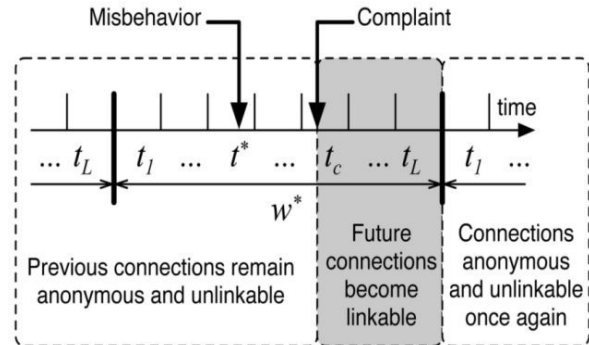 Misbehavior Complaint
time
... t_L t_1 ... t* ... t_c ... t_L t_1 ...
w*
Previous connections remain
anonymous and unlinkable
Future
connections
become
linkable
Connections
anonymous
and unlinkable
once again